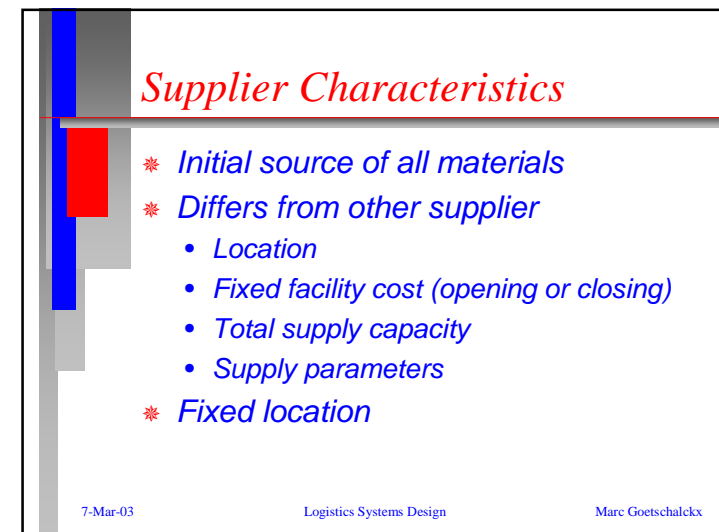 Supplier Characteristics
✵ Initial source of all materials
✵ Differs from other supplier
• Location
• Fixed facility cost (opening or closing)
• Total supply capacity
• Supply parameters
✵ Fixed location
7-Mar-03 Logistics Systems Design Marc Goetschalckx